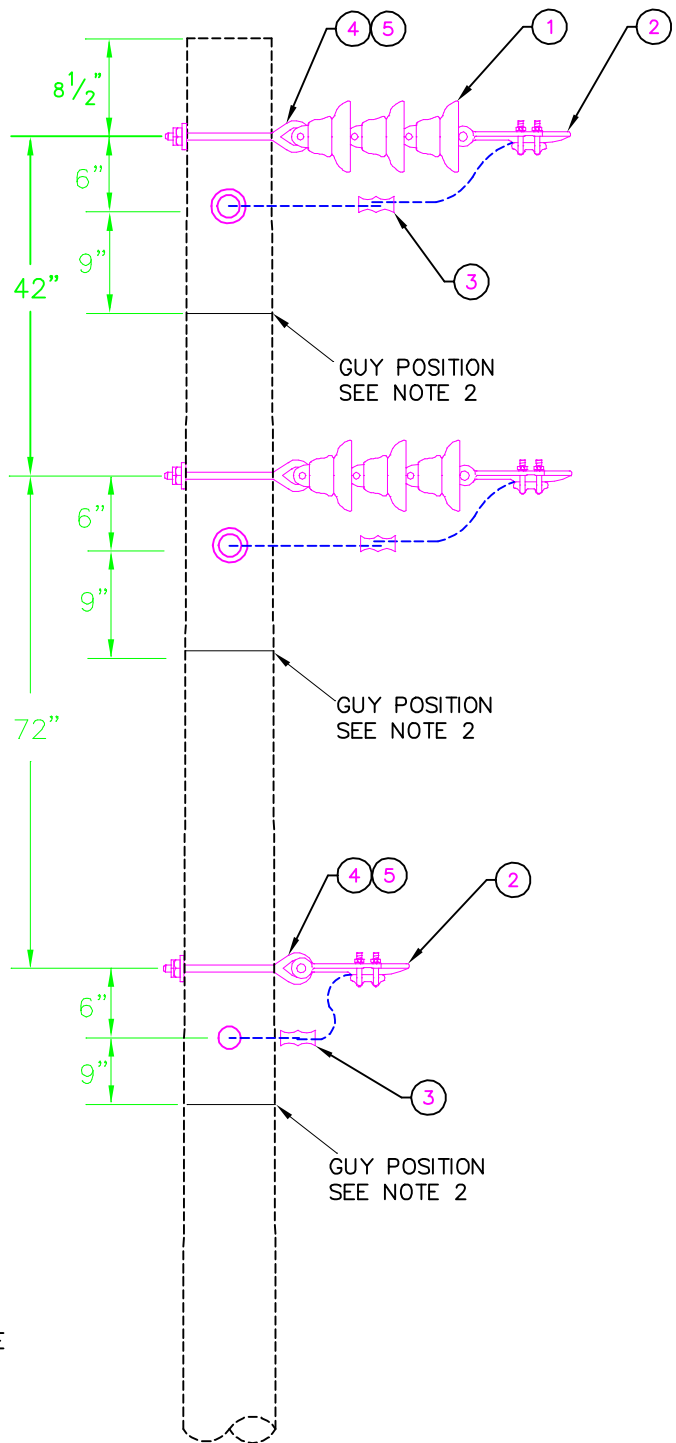 4 5 1 2
8 1/2"
6"
9"
3
42"
GUY POSITION
SEE NOTE 2
6"
9"
GUY POSITION
SEE NOTE 2
72"
4 5 2
6"
9"
3
GUY POSITION
SEE NOTE 2
E